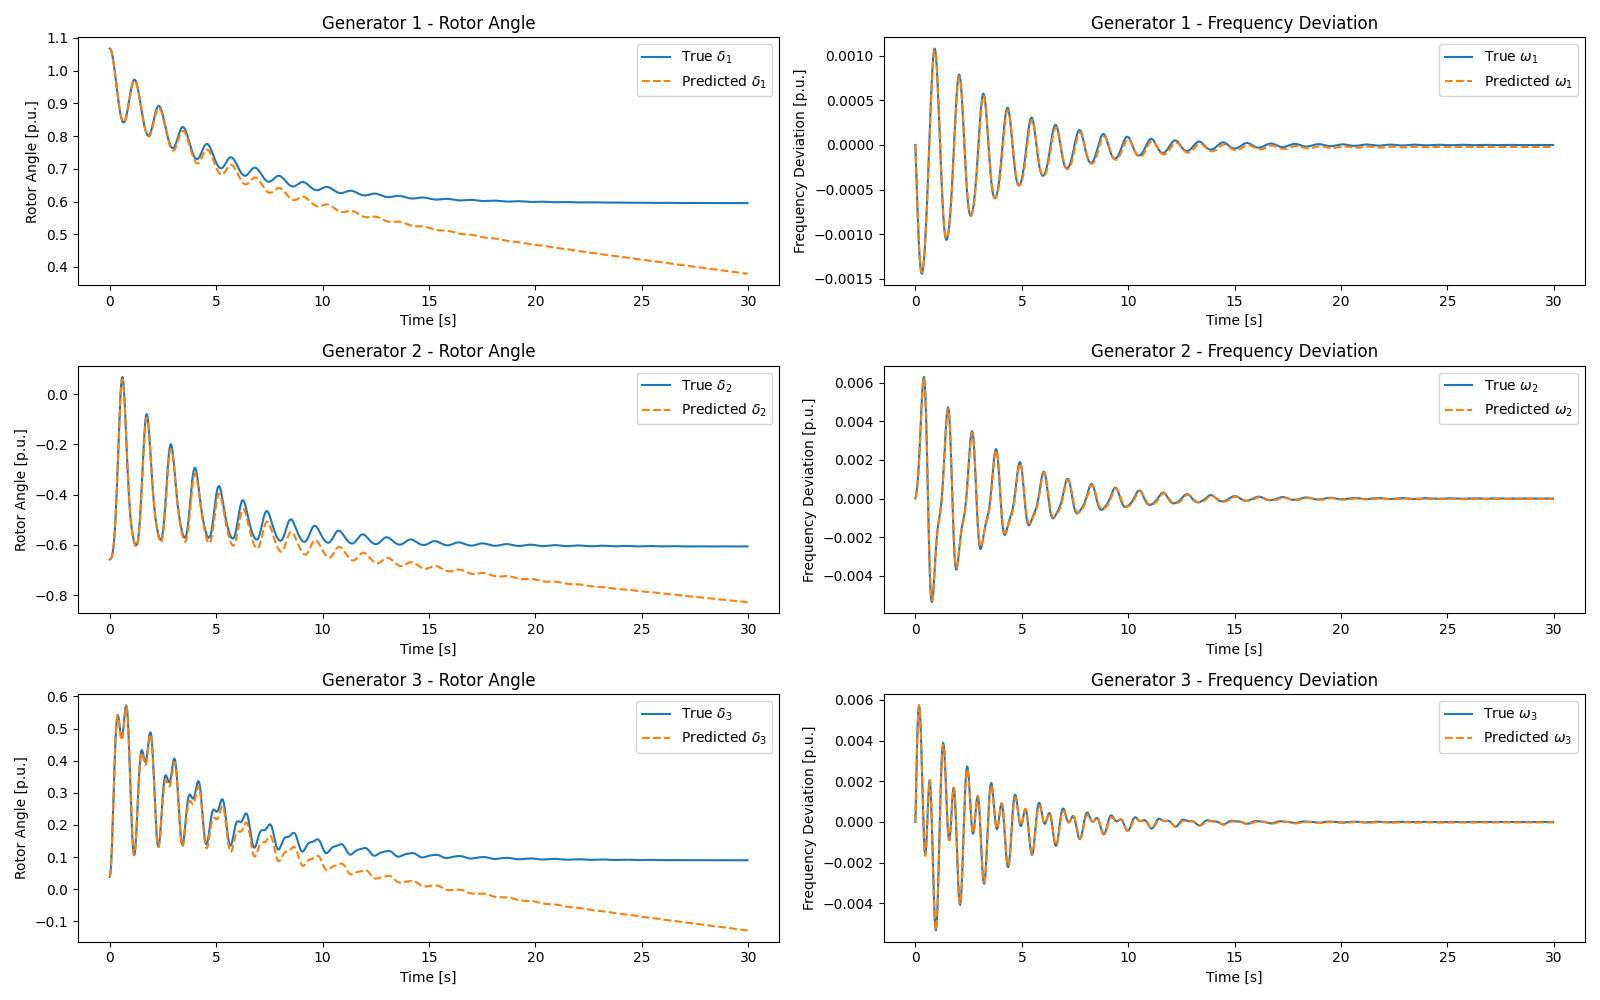 Generator 1 - Rotor Angle
Rotor Angle [p.u.]
1.1
1.0
0.9
0.8
0.7
0.6
0.5
0.4
True δ1
Predicted δ1
0 5 10 15 20 25 30
Time [s]
Generator 1 - Frequency Deviation
Frequency Deviation [p.u.]
0.0010
0.0005
0.0000
−0.0005
−0.0010
−0.0015
True ω1
Predicted ω1
0 5 10 15 20 25 30
Time [s]
Generator 2 - Rotor Angle
Rotor Angle [p.u.]
0.0
−0.2
−0.4
−0.6
−0.8
True δ2
Predicted δ2
0 5 10 15 20 25 30
Time [s]
Generator 2 - Frequency Deviation
Frequency Deviation [p.u.]
0.006
0.004
0.002
0.000
−0.002
−0.004
True ω2
Predicted ω2
0 5 10 15 20 25 30
Time [s]
Generator 3 - Rotor Angle
Rotor Angle [p.u.]
0.6
0.5
0.4
0.3
0.2
0.1
0.0
−0.1
True δ3
Predicted δ3
0 5 10 15 20 25 30
Time [s]
Generator 3 - Frequency Deviation
Frequency Deviation [p.u.]
0.006
0.004
0.002
0.000
−0.002
−0.004
True ω3
Predicted ω3
0 5 10 15 20 25 30
Time [s]